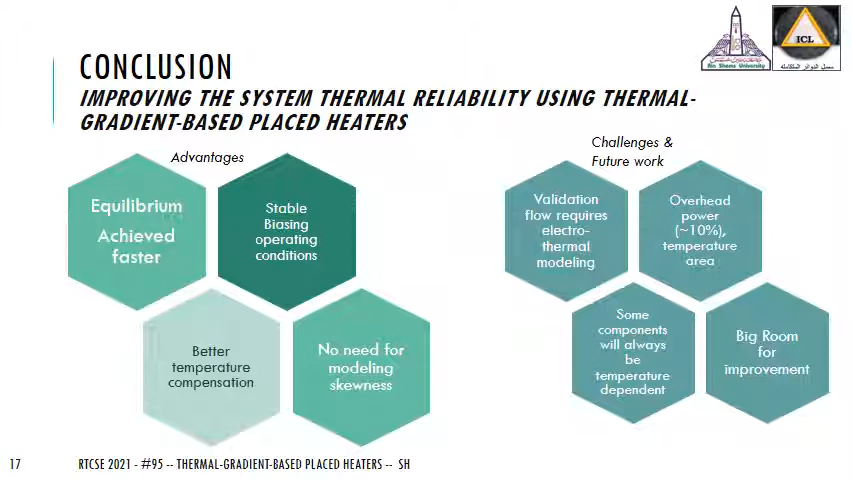 CONCLUSION
IMPROVING THE SYSTEM THERMAL RELIABILITY USING THERMAL-
GRADIENT-BASED PLACED HEATERS
Ain Shams University
ICL
معمل الدوائر المتكاملة
Advantages
Equilibrium
Achieved
faster
Stable
Biasing
operating
conditions
Better
temperature
compensation
No need for
modeling
skewness
Challenges &
Future work
Validation
flow requires
electro-
thermal
modeling
Overhead
power
(~10%),
temperature
area
Some
components
will always
be
temperature
dependent
Big Room
for
improvement
17
RTCSE 2021 - #95 -- THERMAL-GRADIENT-BASED PLACED HEATERS -- SH